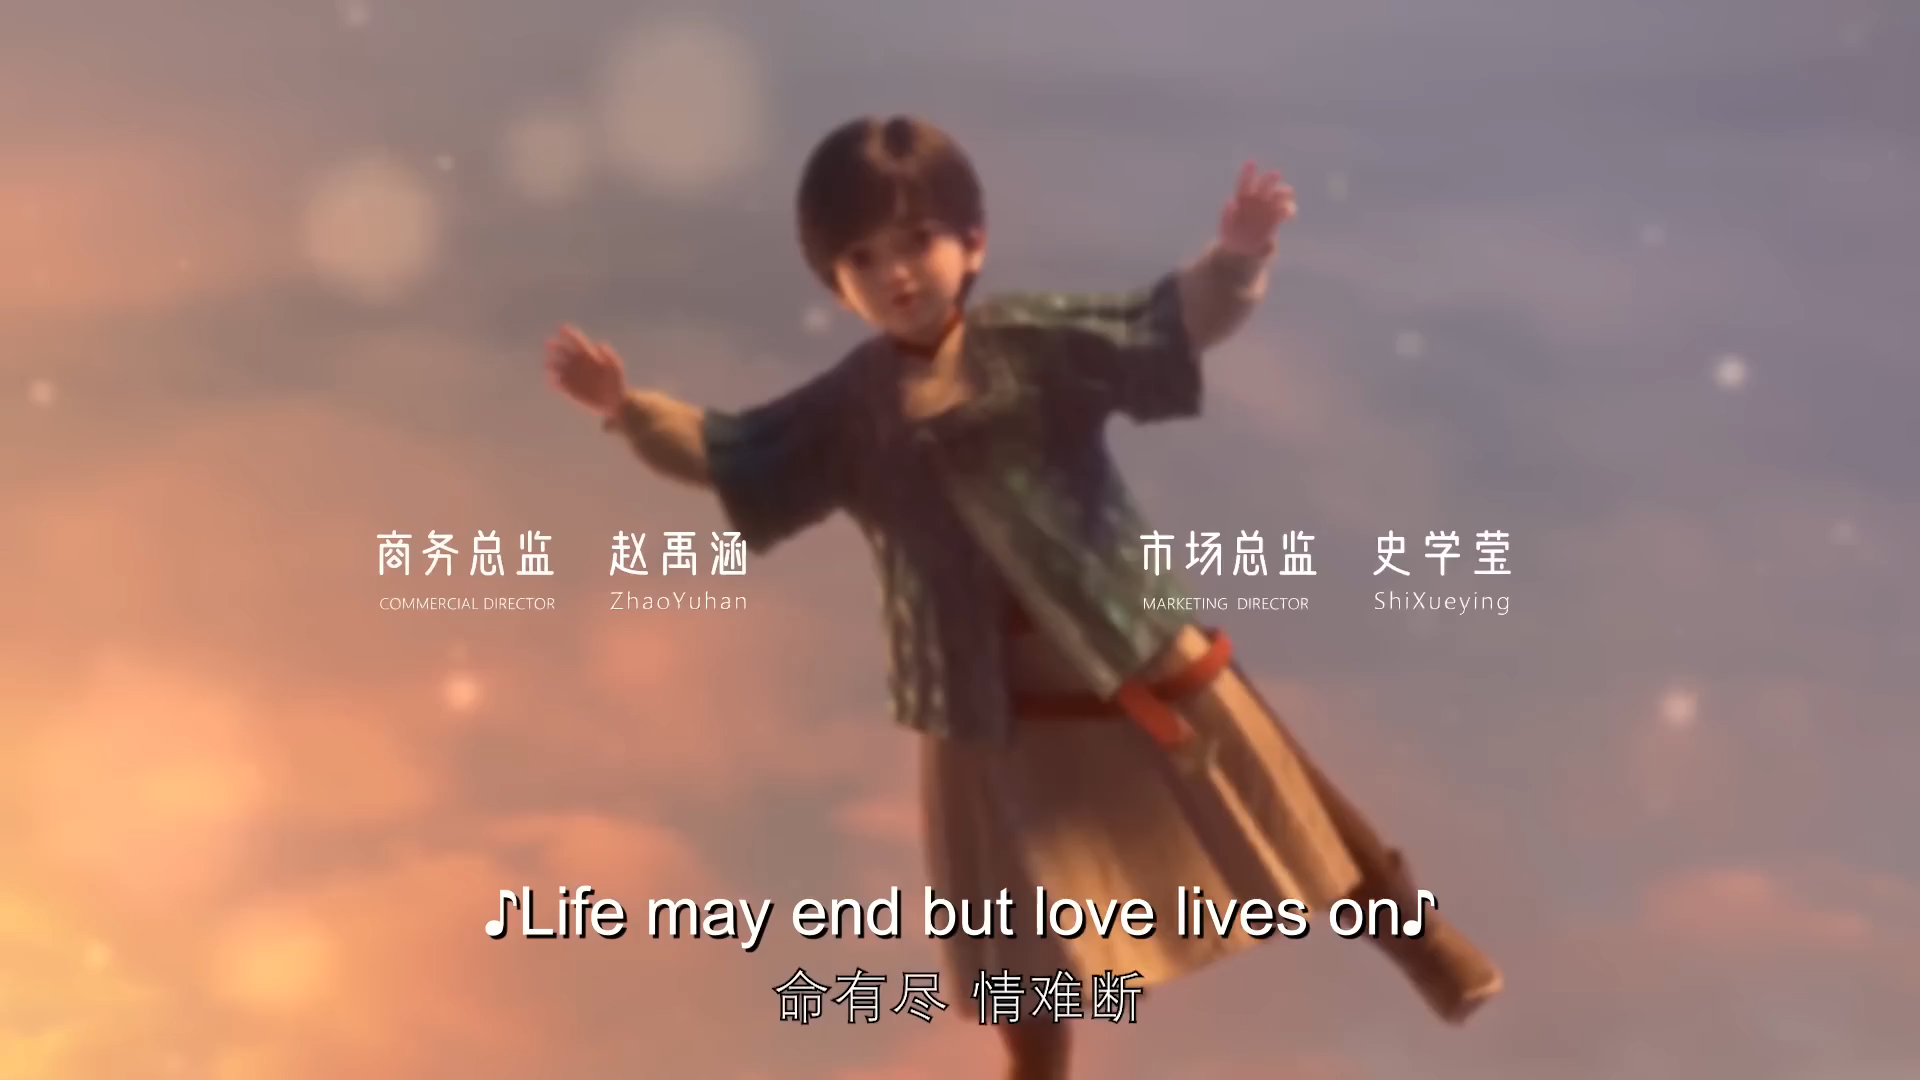 商务总监 赵禹涵 市场总监 史学莹
COMMERCIAL DIRECTOR ZhaoYuhan MARKETING DIRECTOR ShiXueying
♪Life may end but love lives on♪
命有尽 情难断